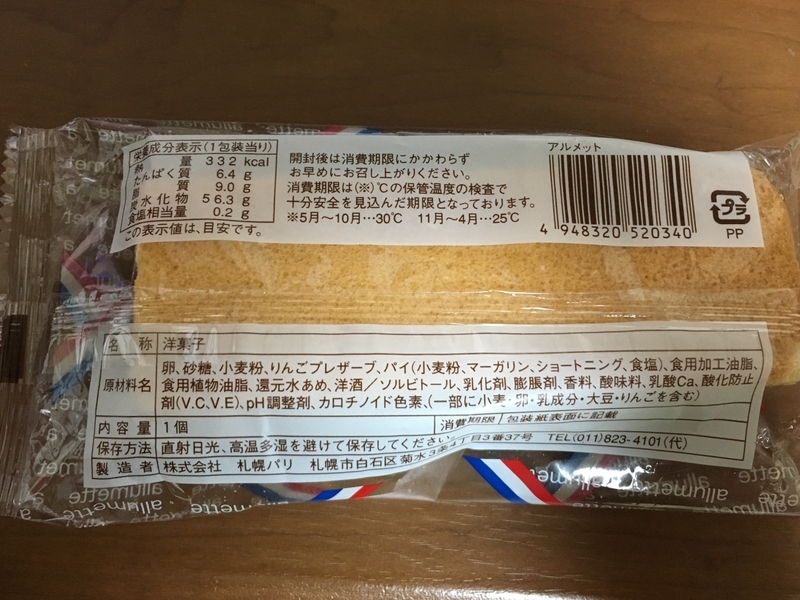 栄養成分表示(1包装当り)
熱量 332 kcal
たんぱく質 6.4 g
脂質 9.0 g
炭水化物 56.3 g
食塩相当量 0.2 g
この表示値は、目安です。
開封後は消費期限にかかわらず
お早めにお召し上がりください。
消費期限は(※)℃の保管温度の検査で
十分安全を見込んだ期限となっております。
※5月~10月…30℃ 11月~4月…25℃
アルメット
4 948320 520340
プラ
PP
名称 洋菓子
原材料名 卵、砂糖、小麦粉、りんごプレザーブ、パイ(小麦粉、マーガリン、ショートニング、食塩)、食用加工油脂、
食用植物油脂、還元水あめ、洋酒/ソルビトール、乳化剤、膨脹剤、香料、酸味料、乳酸Ca、酸化防止
剤(V.C、V.E)、pH調整剤、カロチノイド色素、(一部に小麦・卵・乳成分・大豆・りんごを含む)
内容量 1個 消費期限 包装紙表面に記載
保存方法 直射日光、高温多湿を避けて保存してください。
製造者 株式会社 札幌パリ 札幌市白石区菊水3条4丁目3番37号 TEL(011)823-4101(代)
allumette
allumette
allumette
allumette